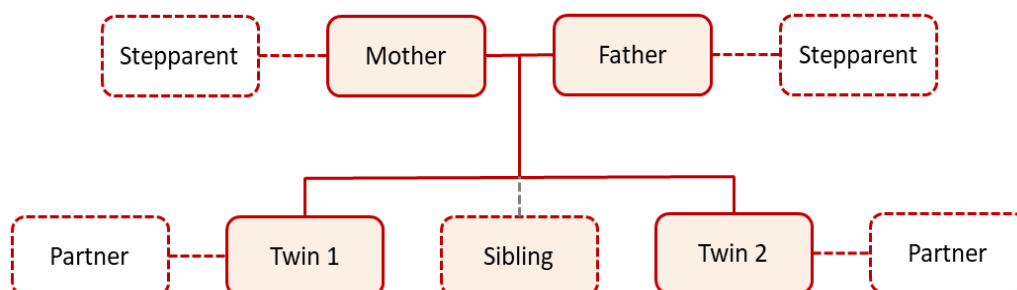 Stepparent
Mother
Father
Stepparent
Partner
Twin 1
Sibling
Twin 2
Partner